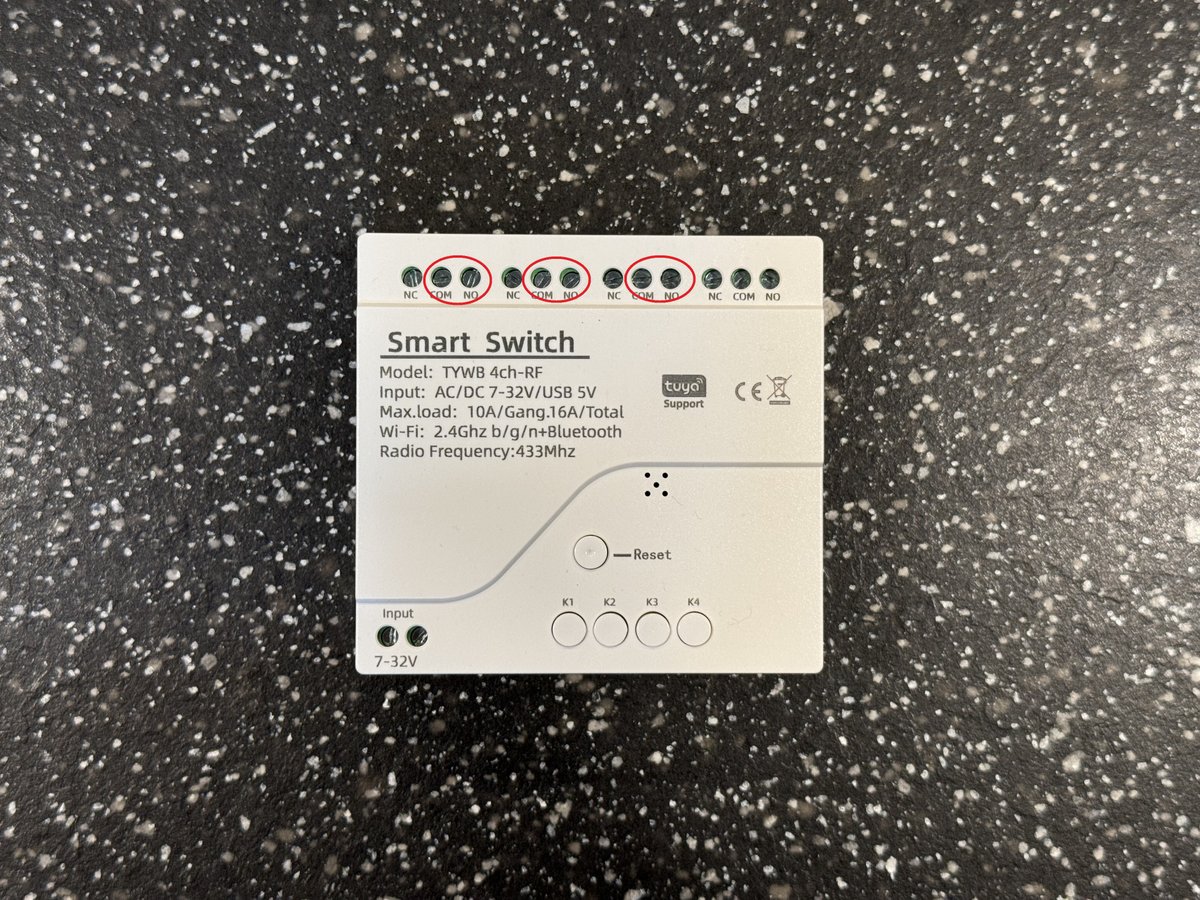 NC COM NO NC COM NO NC COM NO NC COM NO
Smart Switch
Model: TYWB 4ch-RF
Input: AC/DC 7-32V/USB 5V
Max.load: 10A/Gang.16A/Total
Wi-Fi: 2.4Ghz b/g/n+Bluetooth
Radio Frequency:433Mhz
tuya
Support
CE
Reset
K1 K2 K3 K4
Input
7-32V